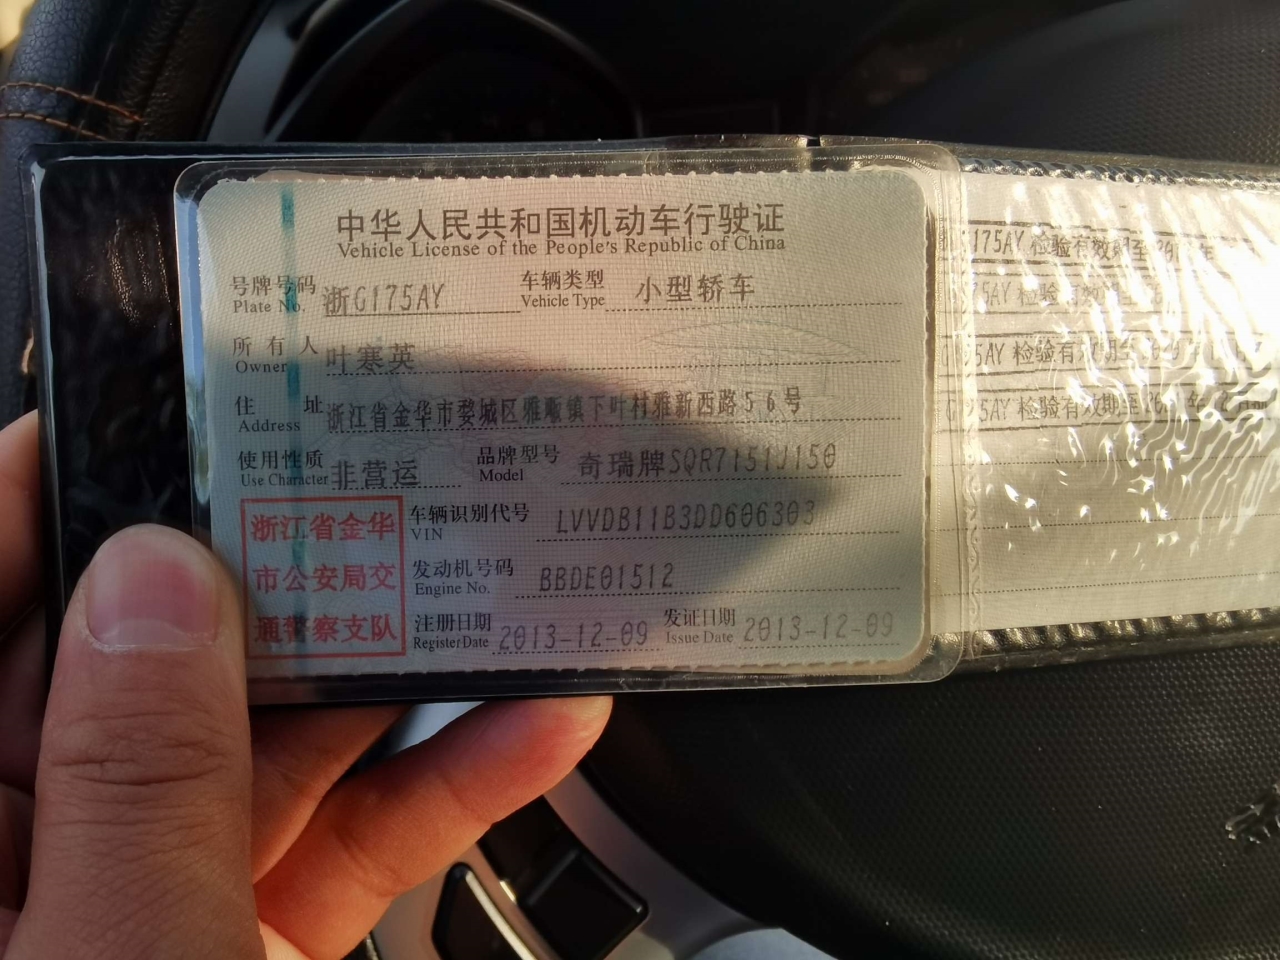 中华人民共和国机动车行驶证
Vehicle License of the People's Republic of China
号牌号码 浙G175AY 车辆类型 小型轿车
Plate No. Vehicle Type
所有人 叶寒英
Owner
住址 浙江省金华市婺城区雅畈镇下叶村雅新西路56号
Address
使用性质 非营运 品牌型号 奇瑞牌SQR7151J150
Use Character Model
车辆识别代号 LVVDB11B3DD606303
VIN
发动机号码 BBDE01512
Engine No.
注册日期 2013-12-09 发证日期 2013-12-09
Register Date Issue Date
浙江省金华
市公安局交
通警察支队
175AY 检验有效期至
75AY 检验有效期至
5AY 检验有效期至
75AY 检验有效期至